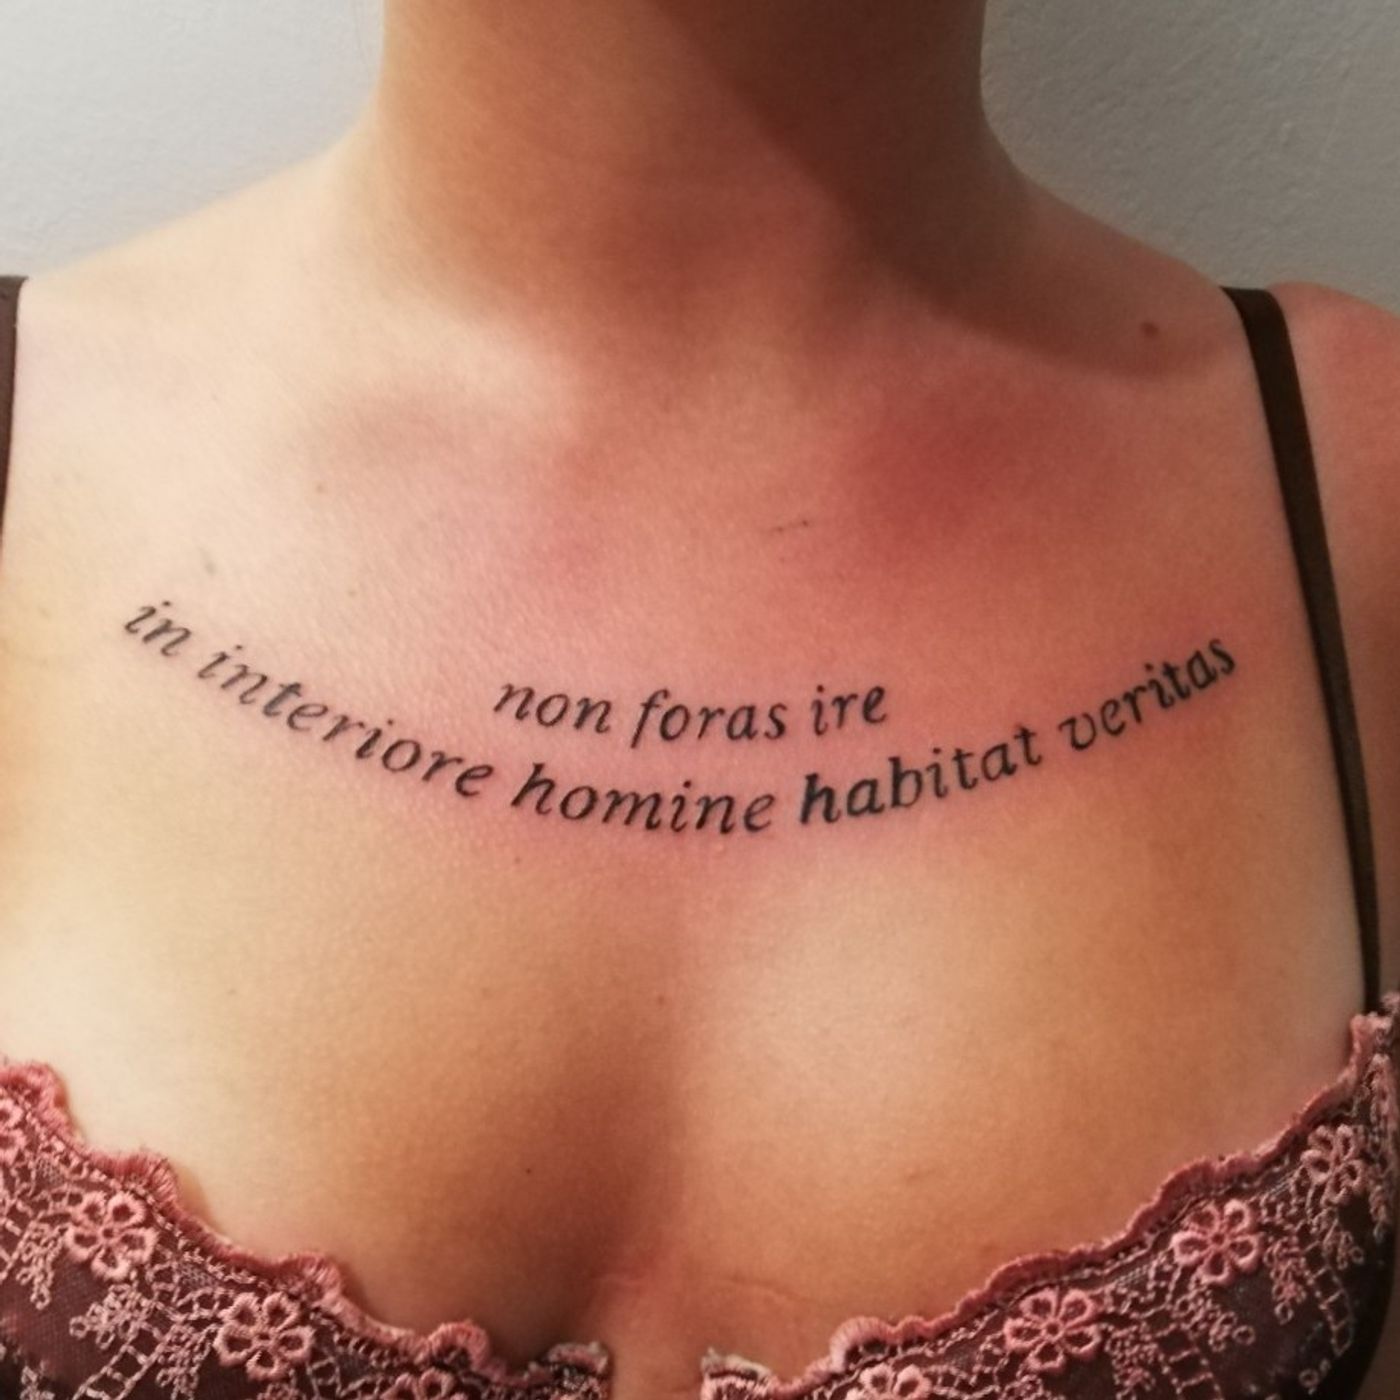 non foras ire
in interiore homine habitat veritas